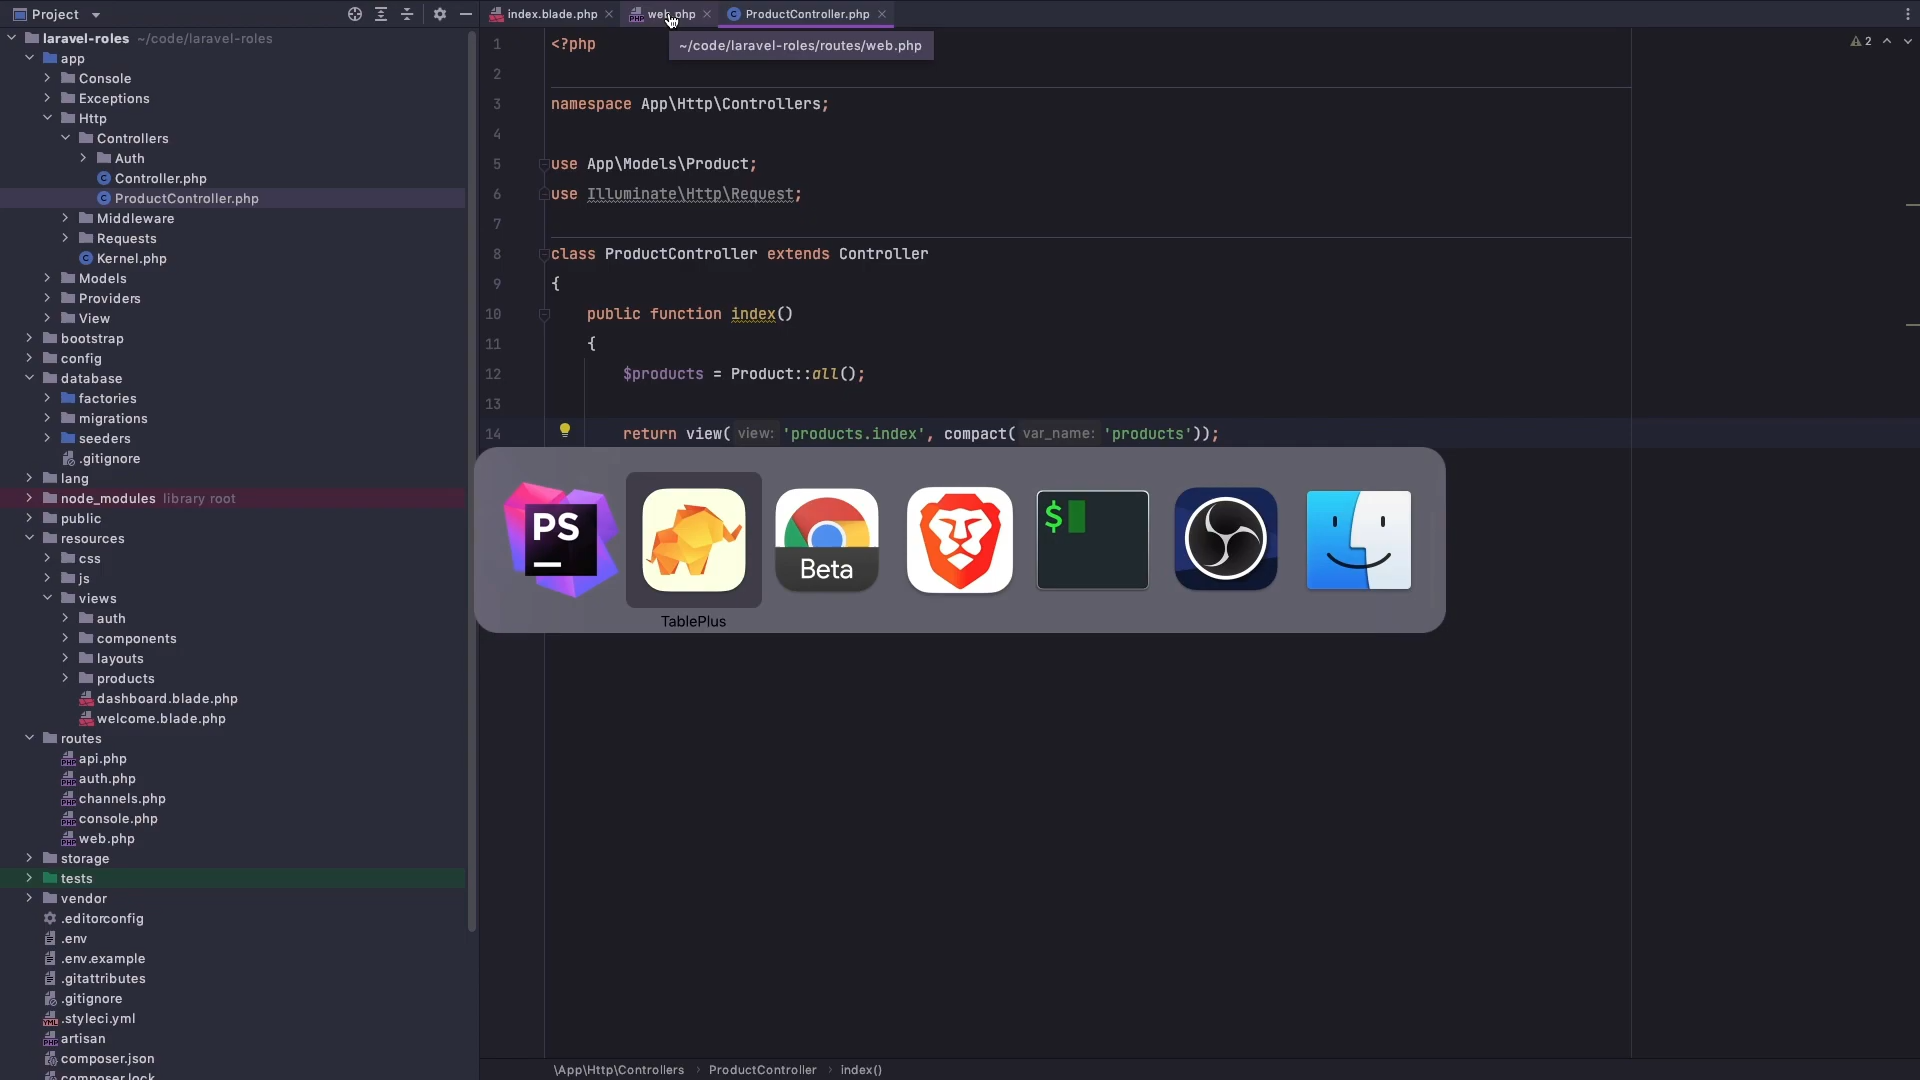 Project
index.blade.php
web.php
ProductController.php
~/code/laravel-roles/routes/web.php
laravel-roles ~/code/laravel-roles
app
Console
Exceptions
Http
Controllers
Auth
Controller.php
ProductController.php
Middleware
Requests
Kernel.php
Models
Providers
View
bootstrap
config
database
factories
migrations
seeders
.gitignore
lang
node_modules library root
public
resources
css
js
views
auth
components
layouts
products
dashboard.blade.php
welcome.blade.php
routes
api.php
auth.php
channels.php
console.php
web.php
storage
tests
vendor
.editorconfig
.env
.env.example
.gitattributes
.gitignore
.styleci.yml
artisan
composer.json
composer.lock
2
1 <?php
2
3 namespace App\Http\Controllers;
4
5 use App\Models\Product;
6 use Illuminate\Http\Request;
7
8 class ProductController extends Controller
9 {
10 public function index()
11 {
12 $products = Product::all();
13
14 return view( view: 'products.index', compact( var_name: 'products'));
PS
Beta
$
TablePlus
\App\Http\Controllers › ProductController › index()